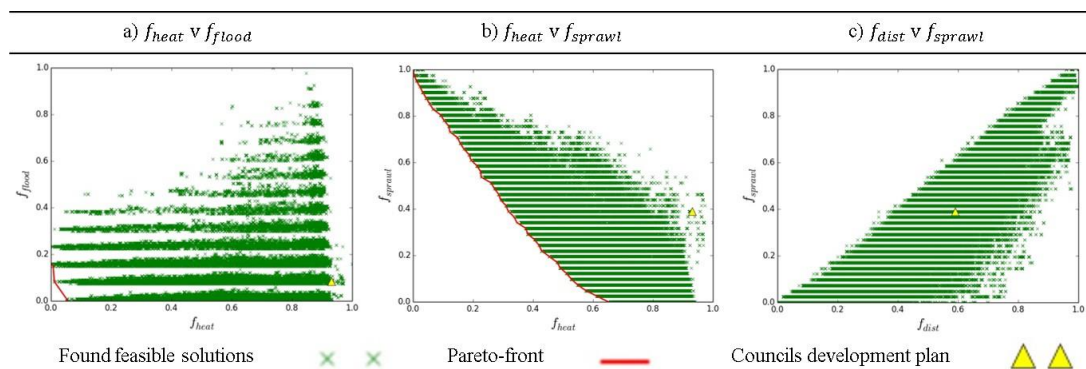 a) f_heat v f_flood
b) f_heat v f_sprawl
c) f_dist v f_sprawl
1.0
0.8
0.6
0.4
0.2
0.0
f_flood
0.0 0.2 0.4 0.6 0.8 1.0
f_heat
1.0
0.8
0.6
0.4
0.2
0.0
f_sprawl
0.0 0.2 0.4 0.6 0.8 1.0
f_heat
1.0
0.8
0.6
0.4
0.2
0.0
f_sprawl
0.0 0.2 0.4 0.6 0.8 1.0
f_dist
Found feasible solutions
Pareto-front
Councils development plan